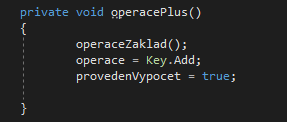 private void operacePlus()
{
operaceZaklad();
operace = Key.Add;
provedenVypocet = true;
}